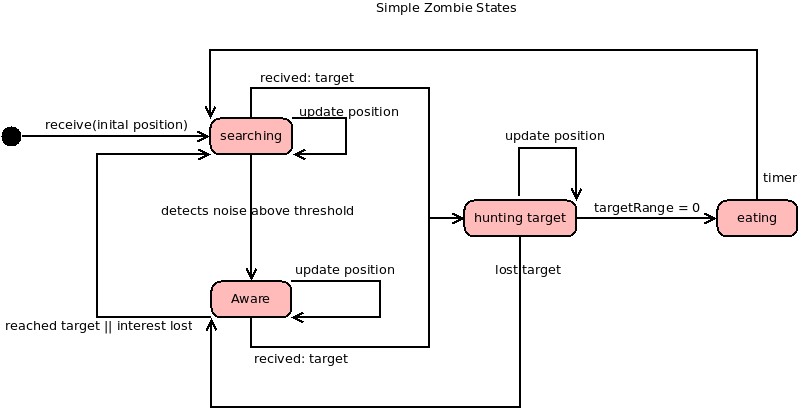 Simple Zombie States
recived: target
update position
receive(inital position)
searching
update position
timer
detects noise above threshold
hunting target
targetRange = 0
eating
update position
lost target
Aware
reached target || interest lost
recived: target